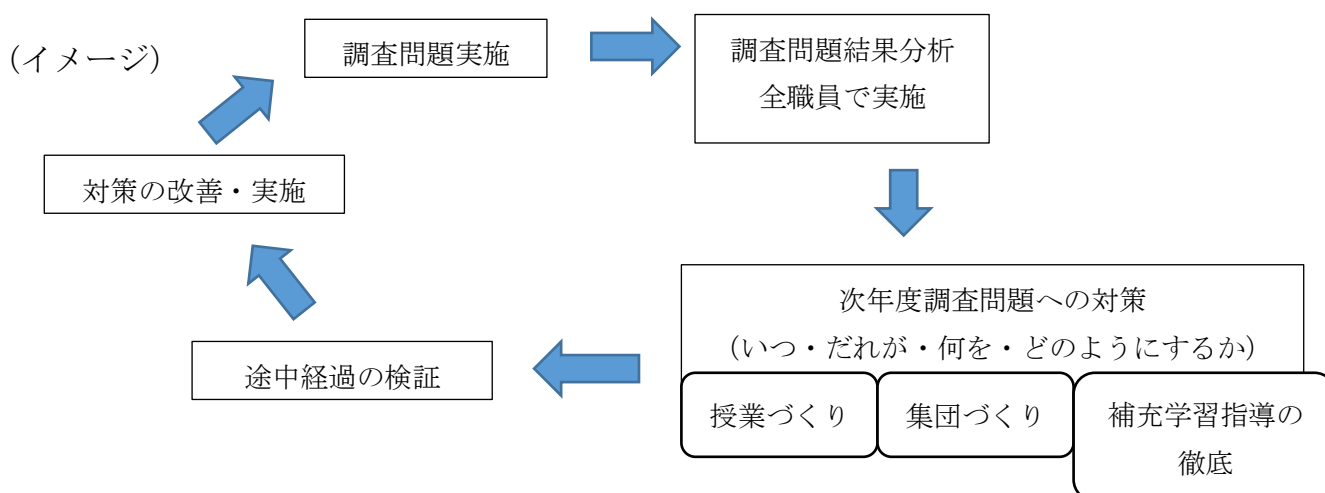 (イメージ)
調査問題実施
調査問題結果分析
全職員で実施
次年度調査問題への対策
(いつ・だれが・何を・どのようにするか)
授業づくり
集団づくり
補充学習指導の
徹底
途中経過の検証
対策の改善・実施